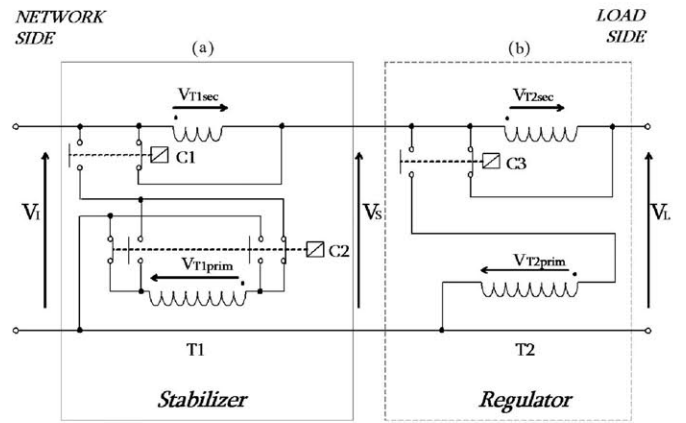 NETWORK
SIDE
(a)
(b)
LOAD
SIDE
VT1sec
VT2sec
C1
C3
VI
VS
VL
C2
VT1prim
VT2prim
T1
T2
Stabilizer
Regulator